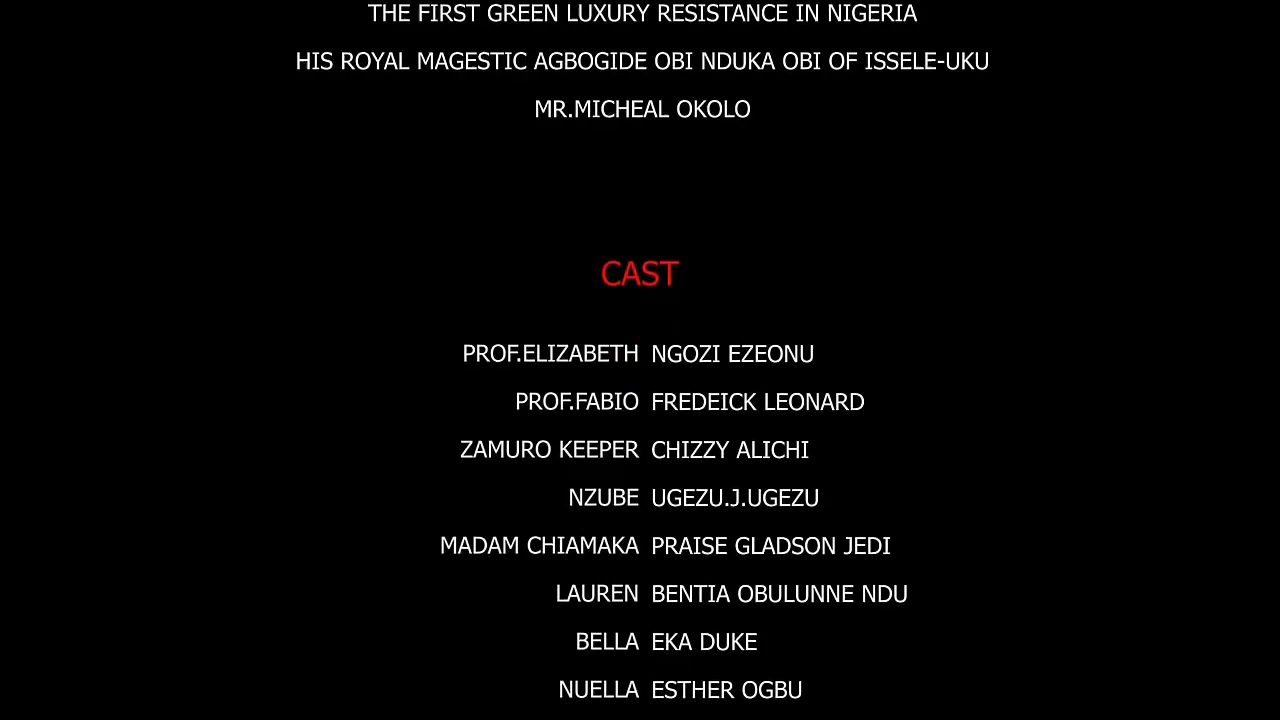 THE FIRST GREEN LUXURY RESISTANCE IN NIGERIA
HIS ROYAL MAGESTIC AGBOGIDE OBI NDUKA OBI OF ISSELE-UKU
MR.MICHEAL OKOLO
CAST
PROF.ELIZABETH NGOZI EZEONU
PROF.FABIO FREDEICK LEONARD
ZAMURO KEEPER CHIZZY ALICHI
NZUBE UGEZU.J.UGEZU
MADAM CHIAMAKA PRAISE GLADSON JEDI
LAUREN BENTIA OBULUNNE NDU
BELLA EKA DUKE
NUELLA ESTHER OGBU